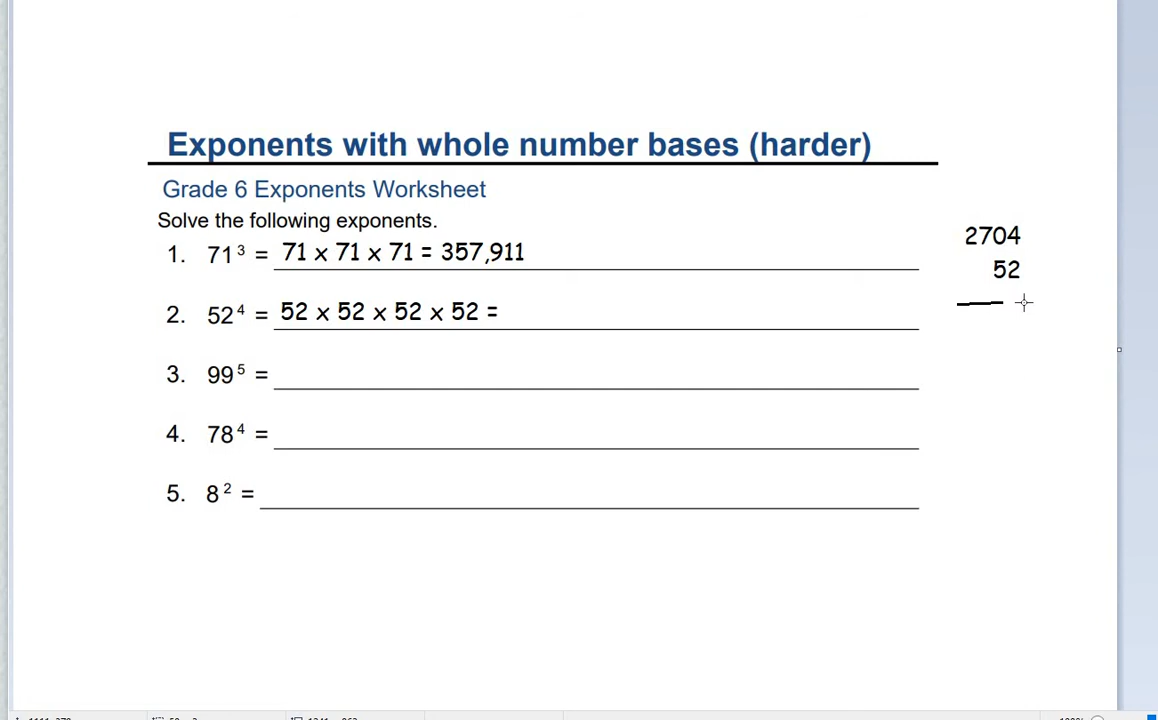 Exponents with whole number bases (harder)
Grade 6 Exponents Worksheet
Solve the following exponents.
1. 71³ = 71 x 71 x 71 = 357,911
2. 52⁴ = 52 x 52 x 52 x 52 =
3. 99⁵ =
4. 78⁴ =
5. 8² =
2704
52